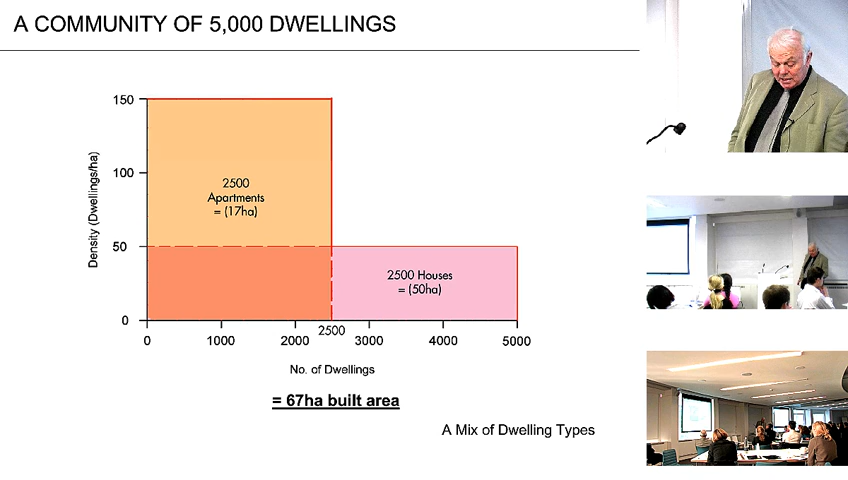 A COMMUNITY OF 5,000 DWELLINGS
Density (Dwellings/ha)
150
100
50
0
2500
Apartments
= (17ha)
2500 Houses
= (50ha)
0
1000
2000
2500
3000
4000
5000
No. of Dwellings
= 67ha built area
A Mix of Dwelling Types